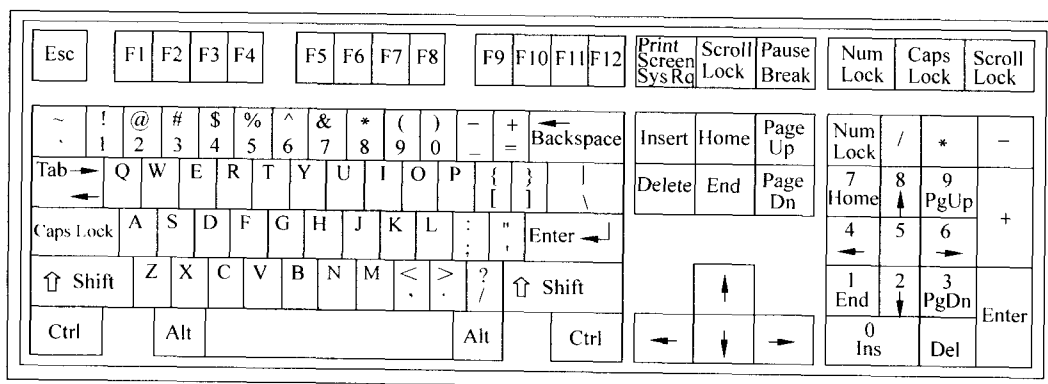 Esc F1 F2 F3 F4 F5 F6 F7 F8 F9 F10 F11 F12 Print Screen SysRq Scroll Lock Pause Break Num Lock Caps Lock Scroll Lock
~ ! @ # $ % ^ & * ( ) — + ← Backspace Insert Home Page Up Num Lock / * −
` 1 2 3 4 5 6 7 8 9 0 _ =
Tab → ← Q W E R T Y U I O P { [ } ] | \ Delete End Page Dn 7 Home 8 ↑ 9 PgUp +
Caps Lock A S D F G H J K L : ; " ' Enter ↵ 4 ← 5 6 →
⇧ Shift Z X C V B N M < , > . ? / ⇧ Shift ↑ 1 End 2 ↓ 3 PgDn Enter
Ctrl Alt Alt Ctrl ← ↓ → 0 Ins Del